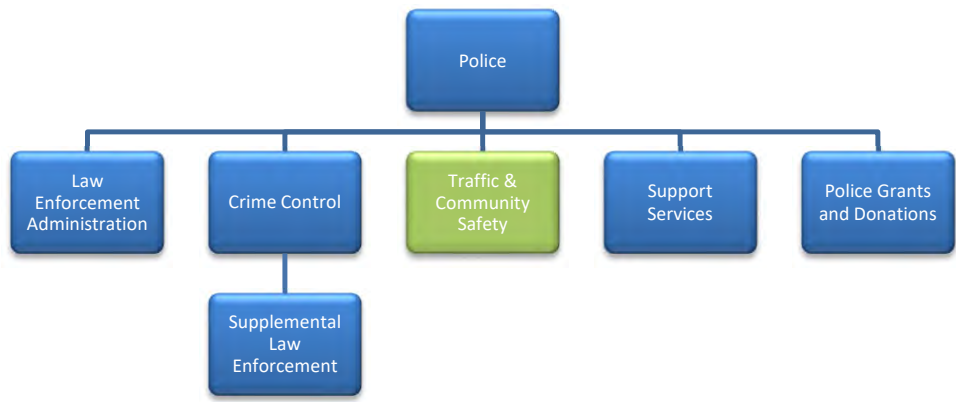 Police
Law
Enforcement
Administration
Crime Control
Traffic &
Community
Safety
Support
Services
Police Grants
and Donations
Supplemental
Law
Enforcement